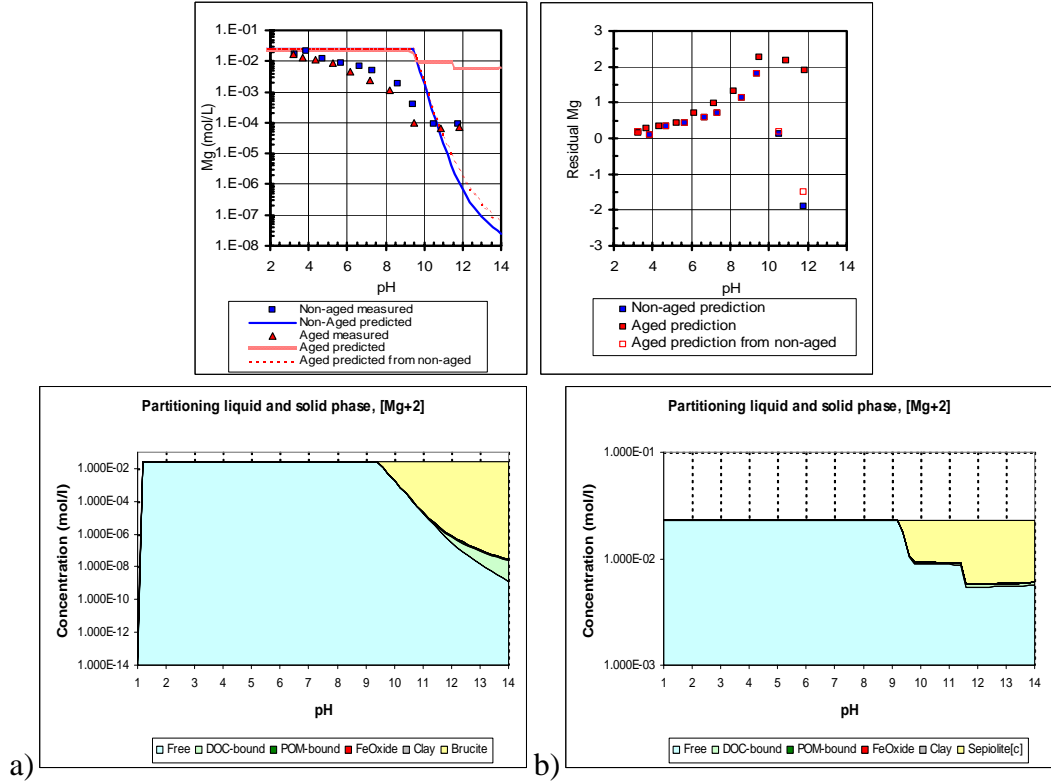 1.E-01
1.E-02
1.E-03
1.E-04
1.E-05
1.E-06
1.E-07
1.E-08
Mg (mol/L)
2 4 6 8 10 12 14
pH
Non-aged measured
Non-Aged predicted
Aged measured
Aged predicted
Aged predicted from non-aged
3
2
1
0
-1
-2
-3
Residual Mg
2 4 6 8 10 12 14
pH
Non-aged prediction
Aged prediction
Aged prediction from non-aged
Partitioning liquid and solid phase, [Mg+2]
1.000E-02
1.000E-04
1.000E-06
1.000E-08
1.000E-10
1.000E-12
1.000E-14
Concentration (mol/l)
1 2 3 4 5 6 7 8 9 10 11 12 13 14
pH
Free DOC-bound POM-bound FeOxide Clay Brucite
a)
Partitioning liquid and solid phase, [Mg+2]
1.000E-01
1.000E-02
1.000E-03
Concentration (mol/l)
1 2 3 4 5 6 7 8 9 10 11 12 13 14
pH
Free DOC-bound POM-bound FeOxide Clay Sepiolite[c]
b)